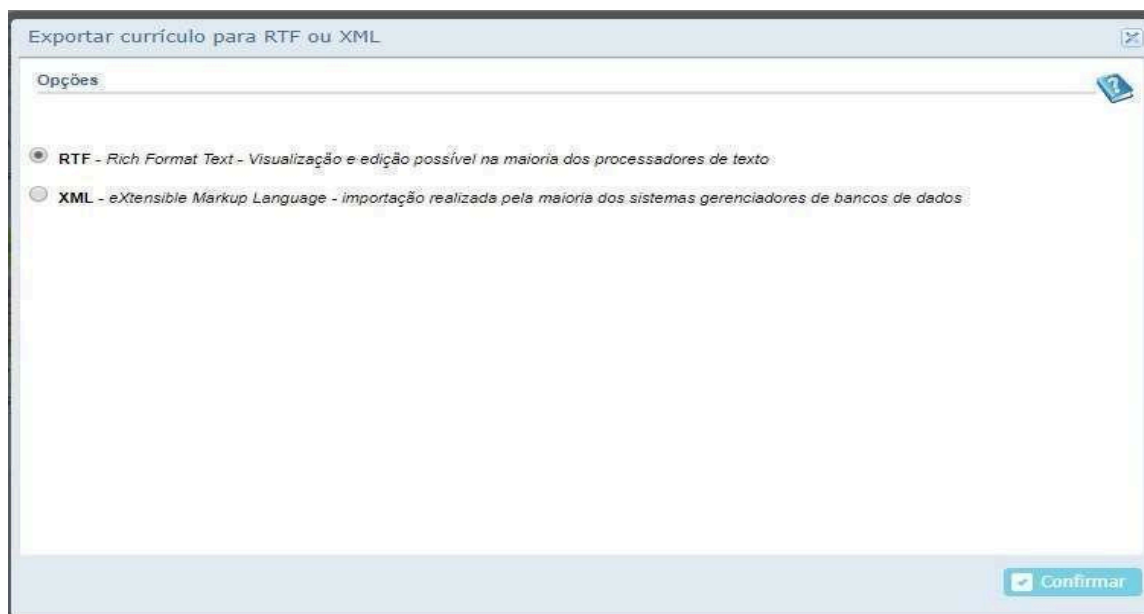 Exportar currículo para RTF ou XML
Opções
RTF - Rich Format Text - Visualização e edição possível na maioria dos processadores de texto
XML - eXtensible Markup Language - importação realizada pela maioria dos sistemas gerenciadores de bancos de dados
Confirmar